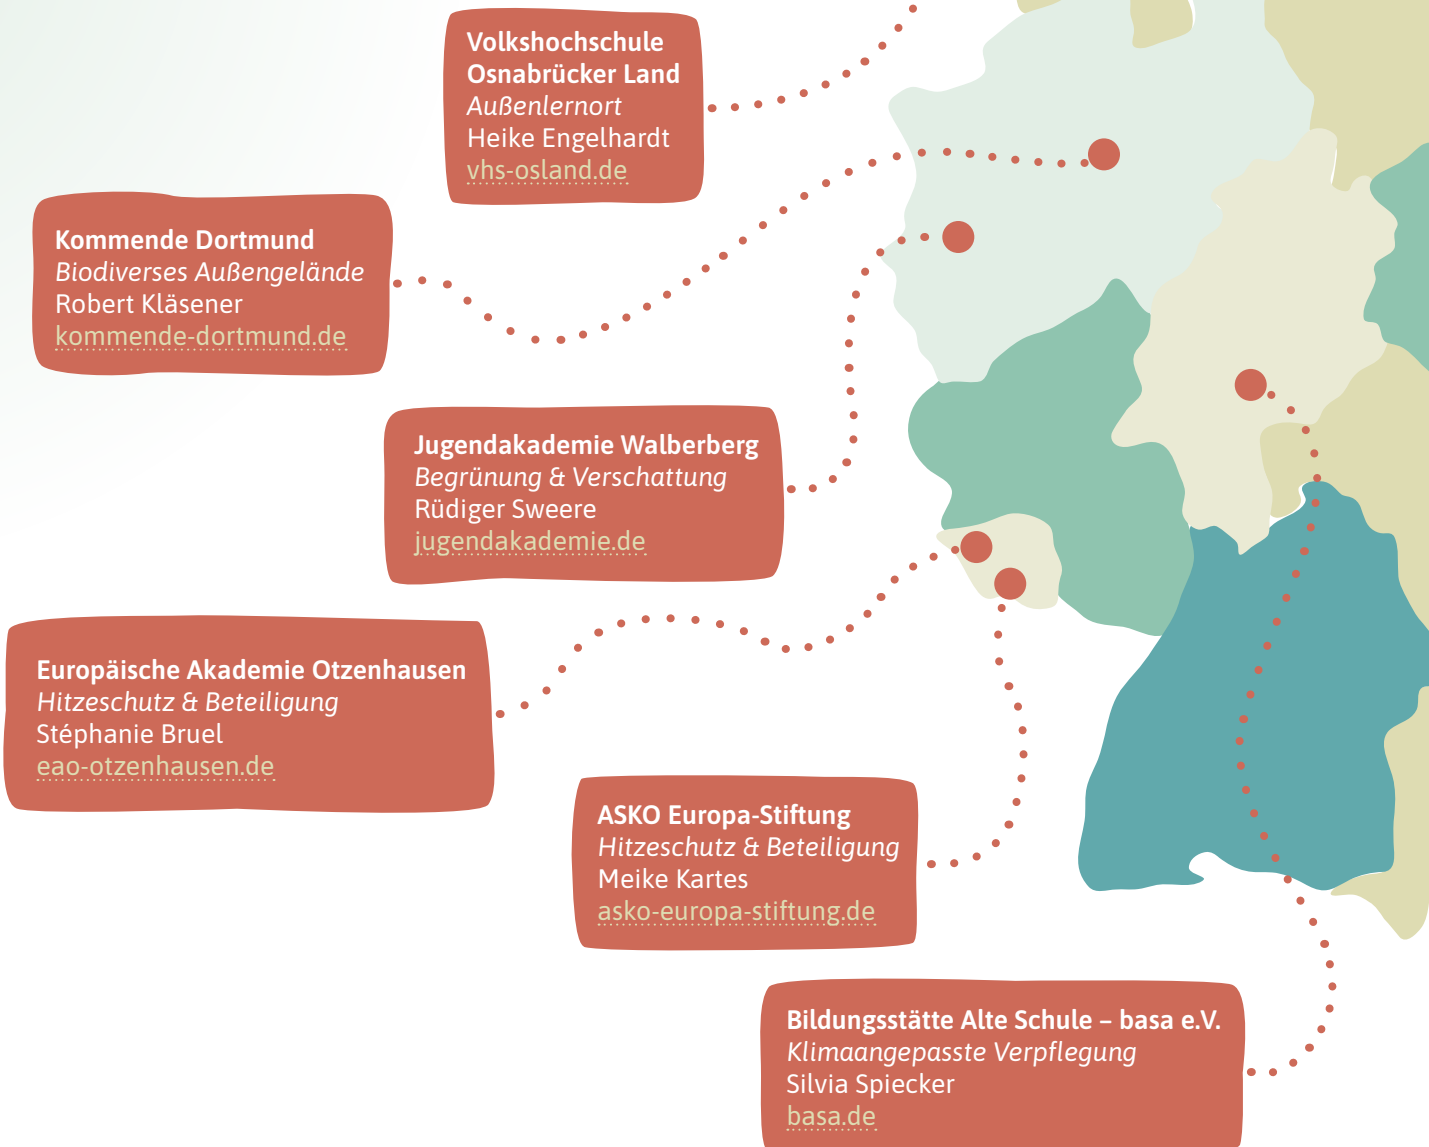 Volkshochschule
Osnabrücker Land
Außenlernort
Heike Engelhardt
vhs-osland.de
Kommende Dortmund
Biodiverses Außengelände
Robert Kläsener
kommende-dortmund.de
Jugendakademie Walberberg
Begrünung & Verschattung
Rüdiger Sweere
jugendakademie.de
Europäische Akademie Otzenhausen
Hitzeschutz & Beteiligung
Stéphanie Bruel
eao-otzenhausen.de
ASKO Europa-Stiftung
Hitzeschutz & Beteiligung
Meike Kartes
asko-europa-stiftung.de
Bildungsstätte Alte Schule – basa e.V.
Klimaangepasste Verpflegung
Silvia Spiecker
basa.de